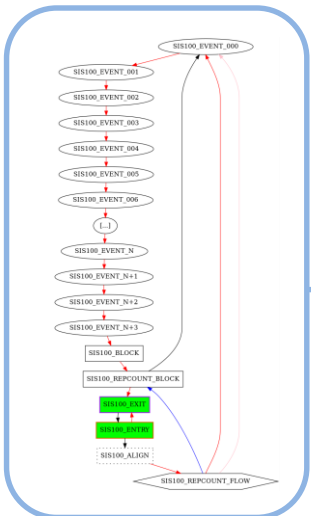 SIS100_EVENT_000
SIS100_EVENT_001
SIS100_EVENT_002
SIS100_EVENT_003
SIS100_EVENT_004
SIS100_EVENT_005
SIS100_EVENT_006
[...]
SIS100_EVENT_N
SIS100_EVENT_N+1
SIS100_EVENT_N+2
SIS100_EVENT_N+3
SIS100_BLOCK
SIS100_REPCOUNT_BLOCK
SIS100_EXIT
SIS100_ENTRY
SIS100_ALIGN
SIS100_REPCOUNT_FLOW